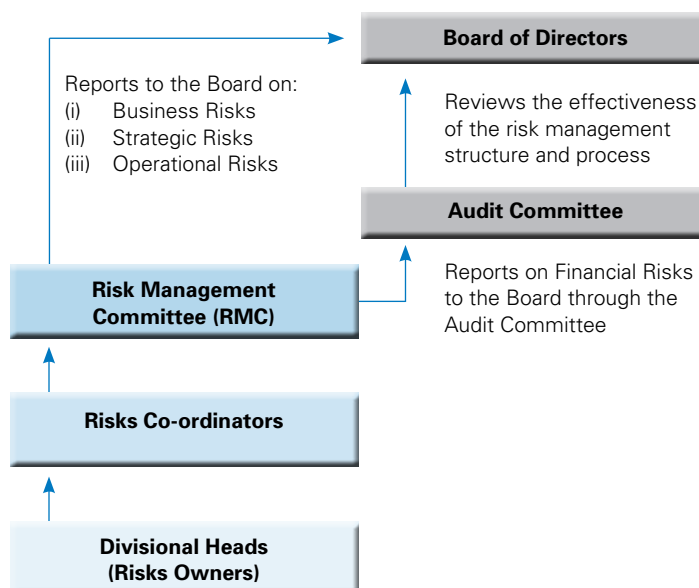 Board of Directors
Reports to the Board on:
(i) Business Risks
(ii) Strategic Risks
(iii) Operational Risks
Reviews the effectiveness
of the risk management
structure and process
Audit Committee
Risk Management
Committee (RMC)
Reports on Financial Risks
to the Board through the
Audit Committee
Risks Co-ordinators
Divisional Heads
(Risks Owners)